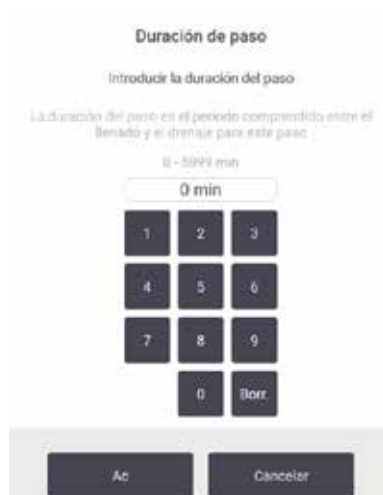 Duración de paso
Introducir la duración del paso
La duración del paso es el período comprendido entre el
llenado y el drenaje para este paso
0 - 5999 min
0 min
1 2 3
4 5 6
7 8 9
0 Borr.
Ac Cancelar